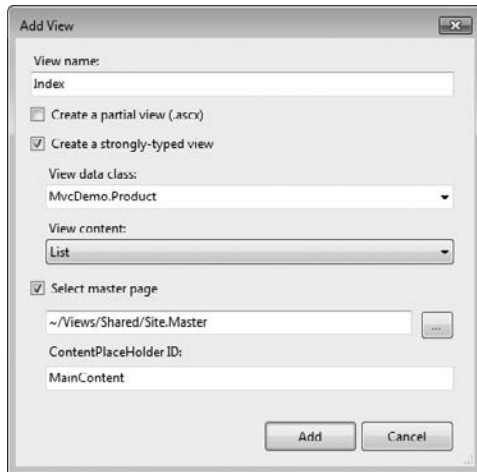 Add View
View name:
Index
Create a partial view (.ascx)
Create a strongly-typed view
View data class:
MvcDemo.Product
View content:
List
Select master page
~/Views/Shared/Site.Master
...
ContentPlaceHolder ID:
MainContent
Add Cancel